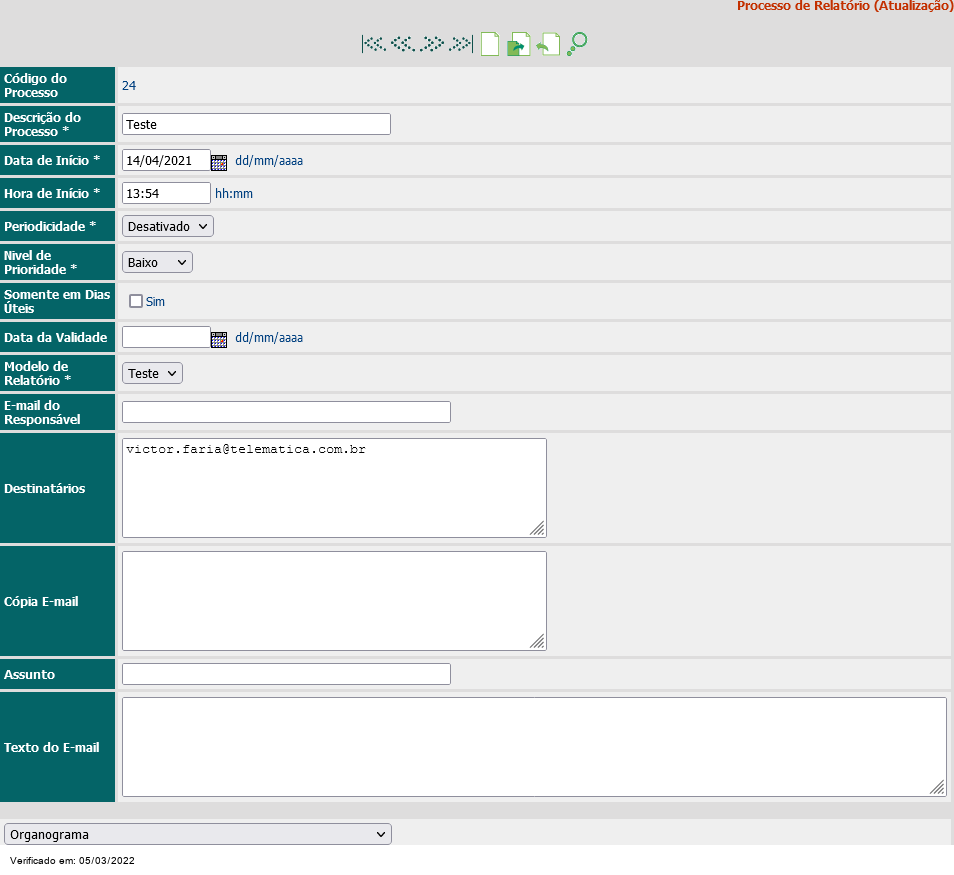 Processo de Relatório (Atualização)
Código do
Processo
24
Descrição do
Processo *
Teste
Data de Início *
14/04/2021
dd/mm/aaaa
Hora de Início *
13:54
hh:mm
Periodicidade *
Desativado
Nivel de
Prioridade *
Baixo
Somente em Dias
Úteis
Sim
Data da Validade
dd/mm/aaaa
Modelo de
Relatório *
Teste
E-mail do
Responsável
Destinatários
victor.faria@telematica.com.br
Cópia E-mail
Assunto
Texto do E-mail
Organograma
Verificado em: 05/03/2022